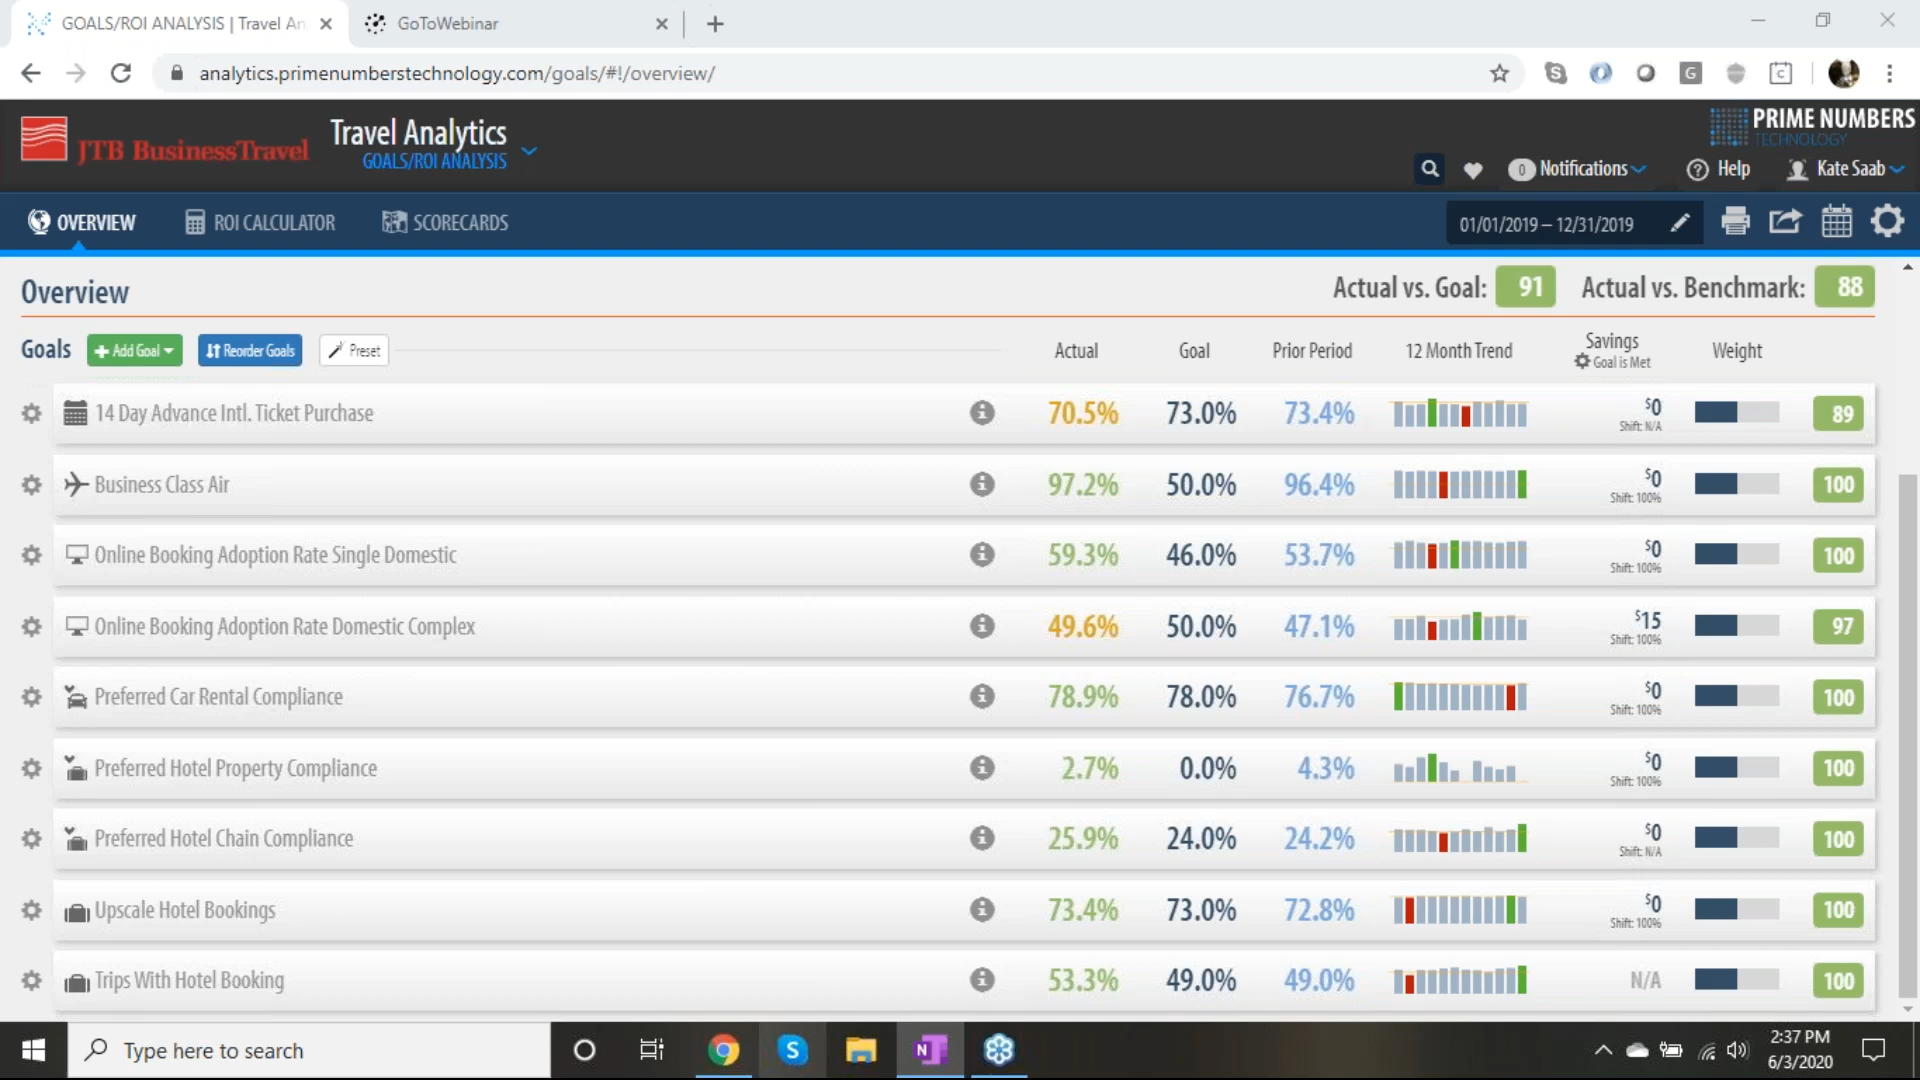 GOALS/ROI ANALYSIS | Travel An
GoToWebinar
analytics.primenumberstechnology.com/goals/#!/overview/
JTB BusinessTravel
Travel Analytics
GOALS/ROI ANALYSIS
PRIME NUMBERS
TECHNOLOGY
0 Notifications
Help
Kate Saab
OVERVIEW
ROI CALCULATOR
SCORECARDS
01/01/2019 – 12/31/2019
Overview
Actual vs. Goal: 91
Actual vs. Benchmark: 88
Goals
Add Goal
Reorder Goals
Preset
Actual
Goal
Prior Period
12 Month Trend
Savings
Goal is Met
Weight
14 Day Advance Intl. Ticket Purchase 70.5% 73.0% 73.4% $0 89
Shift: N/A
Business Class Air 97.2% 50.0% 96.4% $0 100
Shift: 100%
Online Booking Adoption Rate Single Domestic 59.3% 46.0% 53.7% $0 100
Shift: 100%
Online Booking Adoption Rate Domestic Complex 49.6% 50.0% 47.1% $15 97
Shift: 100%
Preferred Car Rental Compliance 78.9% 78.0% 76.7% $0 100
Shift: 100%
Preferred Hotel Property Compliance 2.7% 0.0% 4.3% $0 100
Shift: 100%
Preferred Hotel Chain Compliance 25.9% 24.0% 24.2% $0 100
Shift: N/A
Upscale Hotel Bookings 73.4% 73.0% 72.8% $0 100
Shift: 100%
Trips With Hotel Booking 53.3% 49.0% 49.0% N/A 100
Type here to search
2:37 PM
6/3/2020